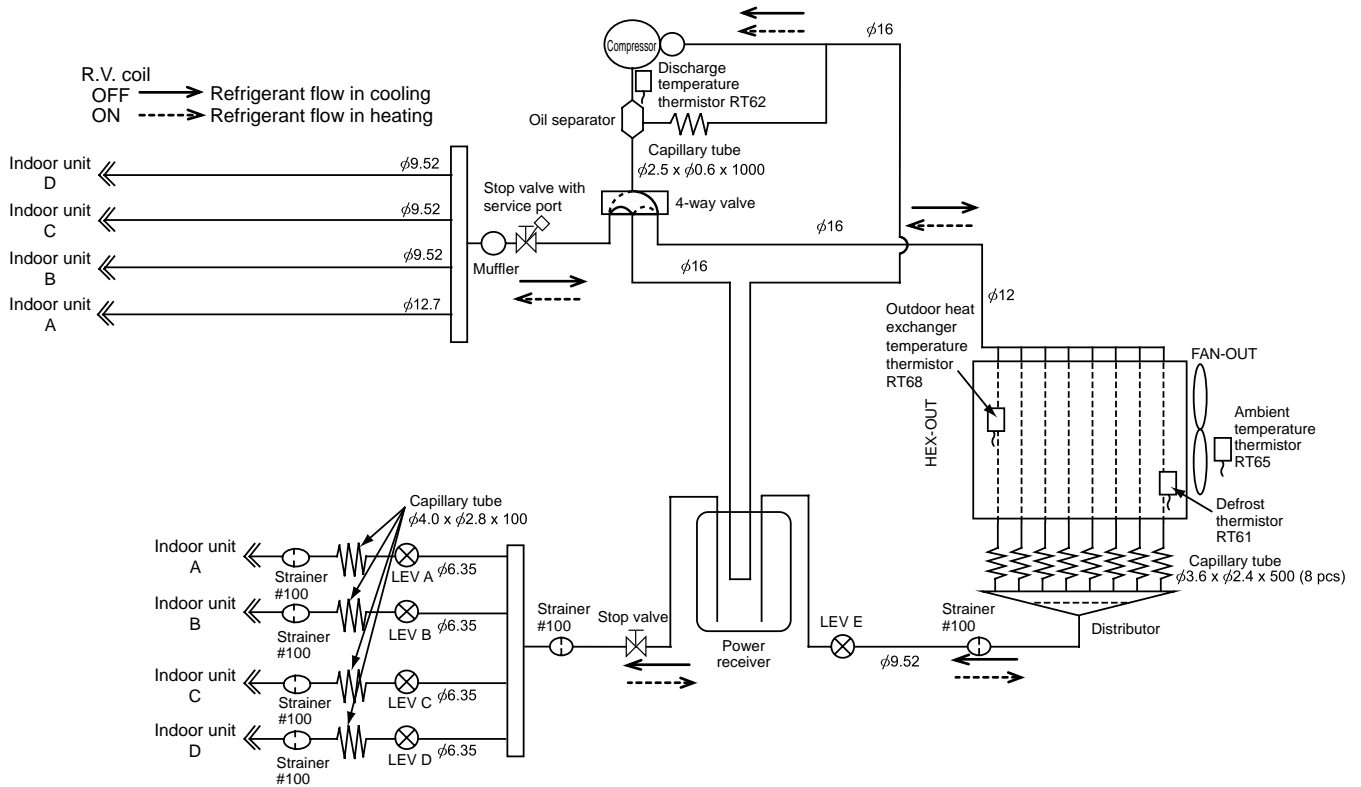 Compressor
ϕ16
R.V. coil
OFF Refrigerant flow in cooling
ON Refrigerant flow in heating
Discharge
temperature
thermistor RT62
Oil separator
Capillary tube
ϕ2.5 x ϕ0.6 x 1000
Indoor unit
D
ϕ9.52
Stop valve with
service port
4-way valve
Indoor unit
C
ϕ9.52
ϕ16
Indoor unit
B
ϕ9.52
Muffler
ϕ16
Indoor unit
A
ϕ12.7
ϕ12
Outdoor heat
exchanger
temperature
thermistor
RT68
FAN-OUT
HEX-OUT
Ambient
temperature
thermistor
RT65
Defrost
thermistor
RT61
Capillary tube
ϕ4.0 x ϕ2.8 x 100
Indoor unit
A
Strainer
#100
LEV A
ϕ6.35
Capillary tube
ϕ3.6 x ϕ2.4 x 500 (8 pcs)
Indoor unit
B
Strainer
#100
LEV B
ϕ6.35
Strainer
#100
Stop valve
Power
receiver
LEV E
ϕ9.52
Strainer
#100
Distributor
Indoor unit
C
Strainer
#100
LEV C
ϕ6.35
Indoor unit
D
Strainer
#100
LEV D
ϕ6.35